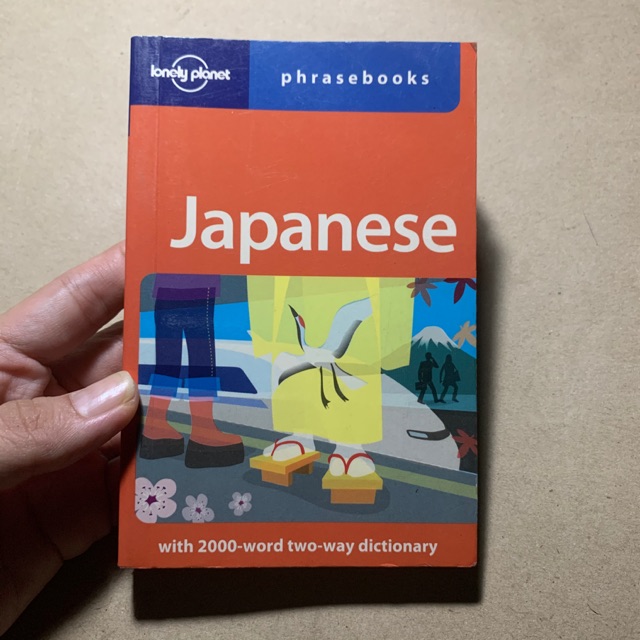 lonely planet
phrasebooks
Japanese
with 2000-word two-way dictionary